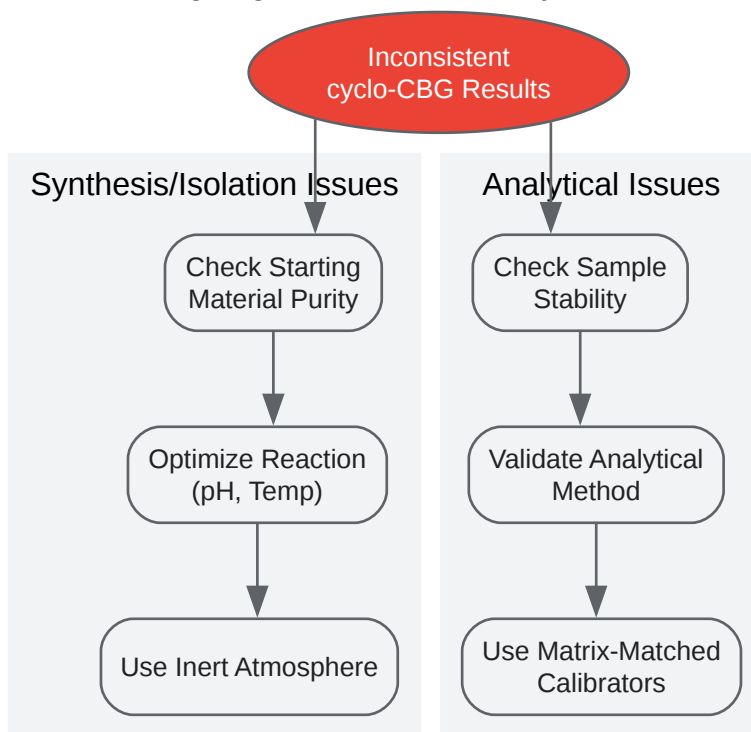 Inconsistent
cyclo-CBG Results
Synthesis/Isolation Issues
Analytical Issues
Check Starting
Material Purity
Check Sample
Stability
Optimize Reaction
(pH, Temp)
Validate Analytical
Method
Use Inert Atmosphere
Use Matrix-Matched
Calibrators